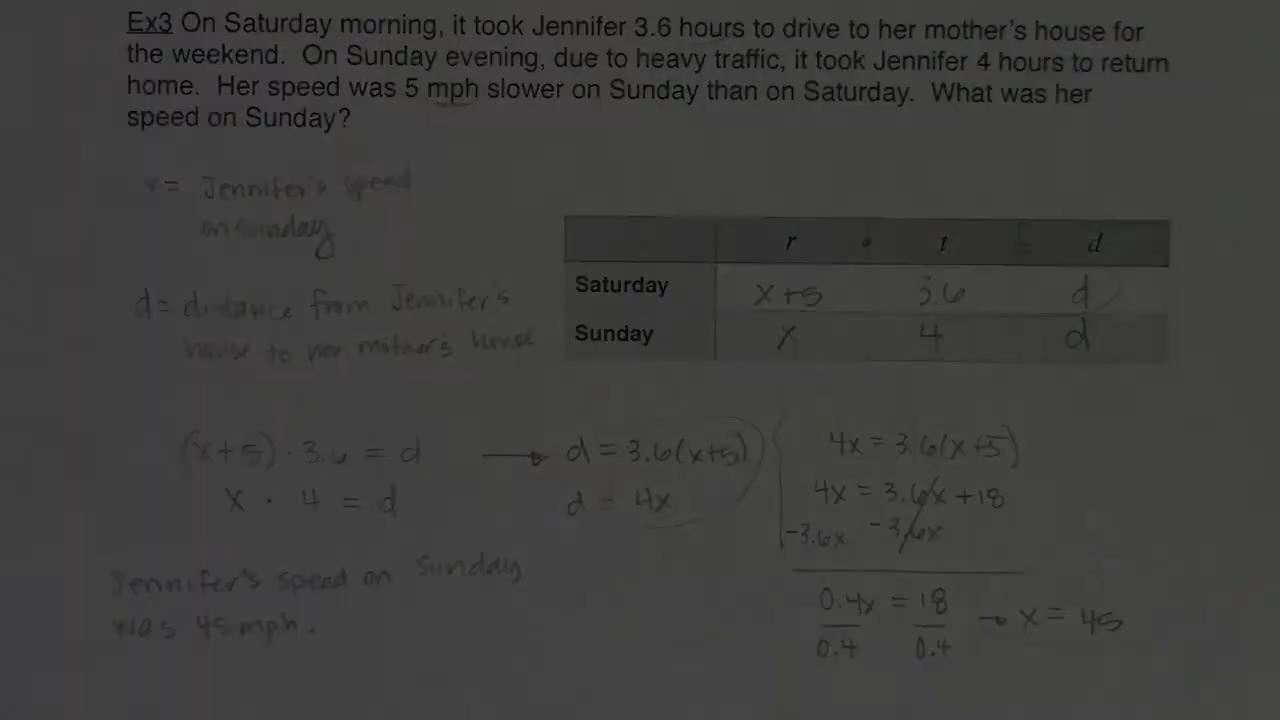 Ex3 On Saturday morning, it took Jennifer 3.6 hours to drive to her mother's house for
the weekend. On Sunday evening, due to heavy traffic, it took Jennifer 4 hours to return
home. Her speed was 5 mph slower on Sunday than on Saturday. What was her
speed on Sunday?
= Jennifer's speed
on Sunday
r • t = d
Saturday x+5 3.6 d
Sunday x 4 d
d = distance from Jennifer's
house to her mother's house
(x+5) · 3.6 = d → d = 3.6(x+5)
x · 4 = d d = 4x
4x = 3.6(x+5)
4x = 3.6x + 18
-3.6x -3.6x
0.4x = 18 → x = 45
0.4 0.4
Jennifer's speed on Sunday
was 45 mph.